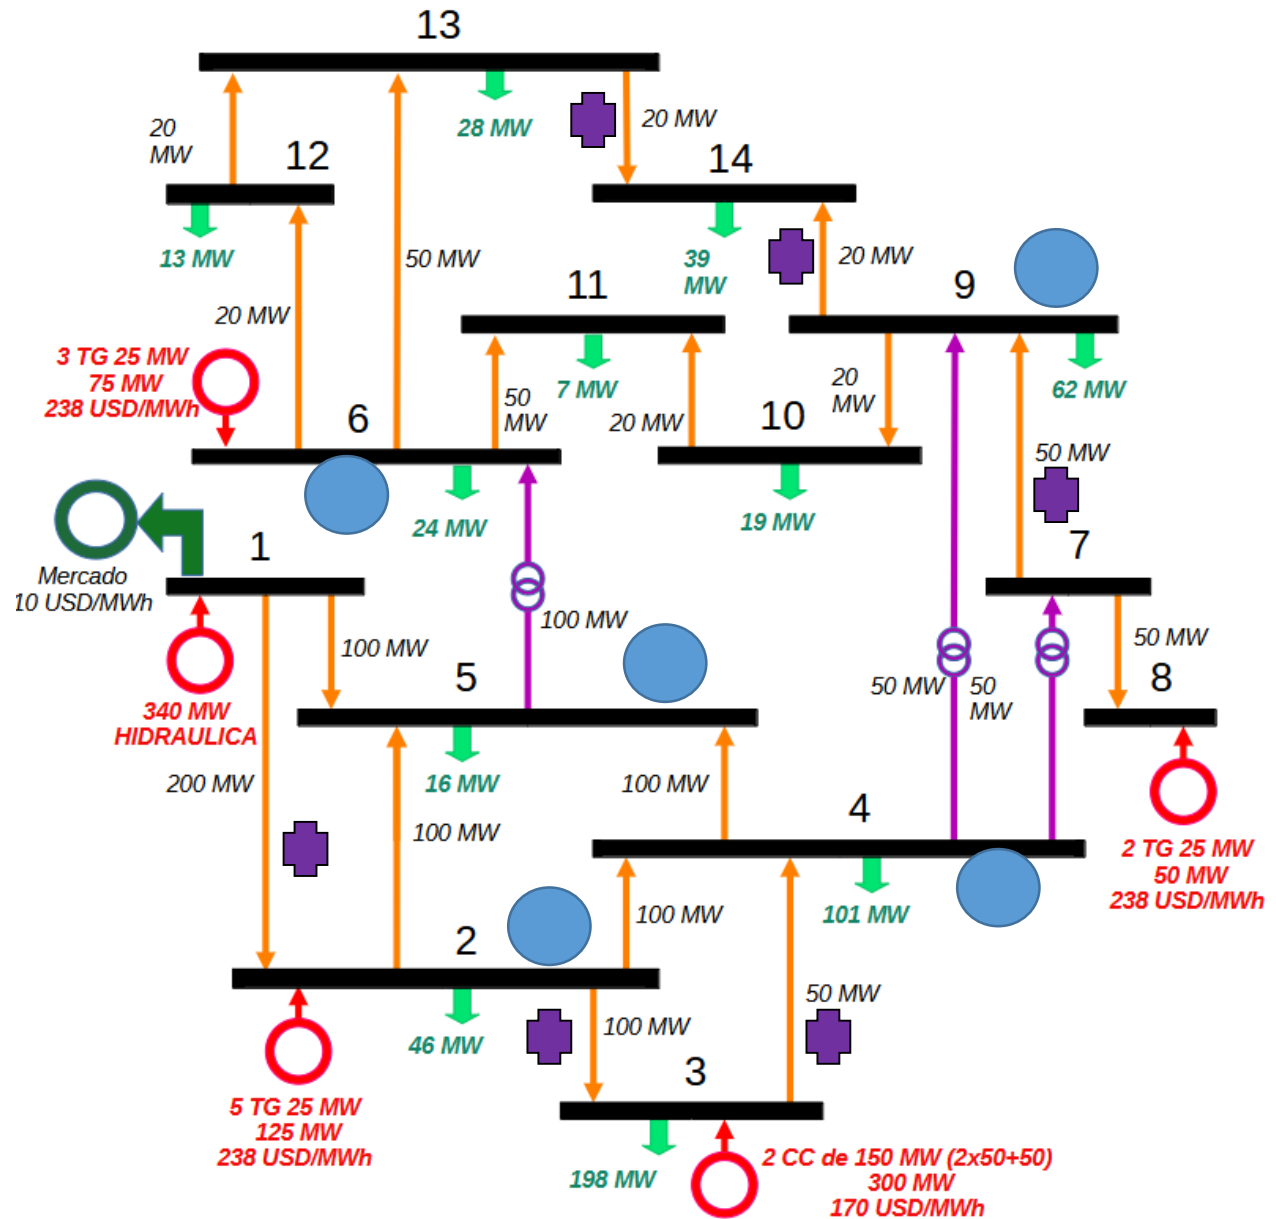 13
20
MW
28 MW
20 MW
12
14
13 MW
50 MW
39
MW
20 MW
9
11
20 MW
3 TG 25 MW
75 MW
238 USD/MWh
6
50
MW
7 MW
20 MW
10
20
MW
62 MW
50 MW
24 MW
19 MW
7
1
Mercado
10 USD/MWh
100 MW
100 MW
50 MW
5
50 MW
50
MW
8
340 MW
HIDRAULICA
200 MW
16 MW
100 MW
100 MW
4
2 TG 25 MW
50 MW
238 USD/MWh
101 MW
100 MW
2
50 MW
46 MW
100 MW
3
5 TG 25 MW
125 MW
238 USD/MWh
198 MW
2 CC de 150 MW (2x50+50)
300 MW
170 USD/MWh